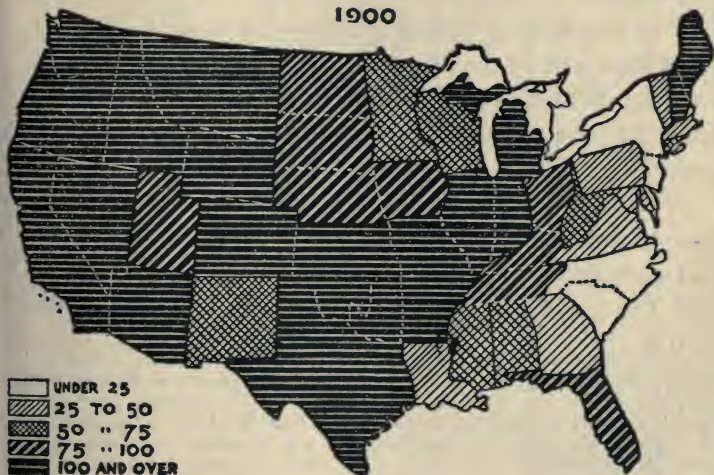 1900
UNDER 25
25 TO 50
50 " 75
75 " 100
100 AND OVER